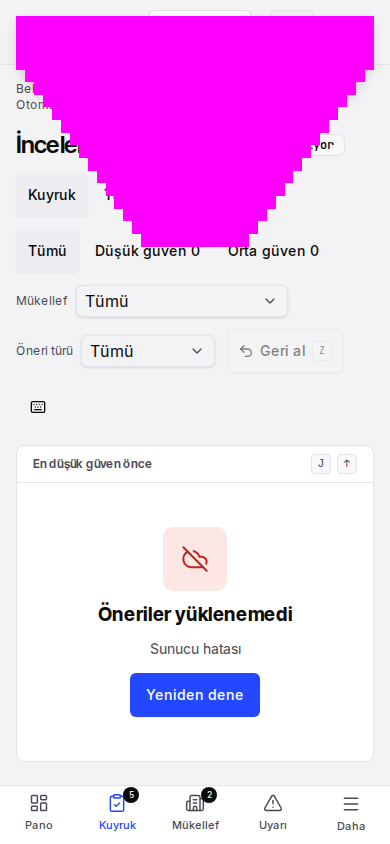 Kuyruk
Tümü
Düşük güven 0
Orta güven 0
Mükellef
Tümü
Öneri türü
Tümü
Geri al
Z
En düşük güven önce
J
↑
Öneriler yüklenemedi
Sunucu hatası
Yeniden dene
5
2
Pano
Kuyruk
Mükellef
Uyarı
Daha